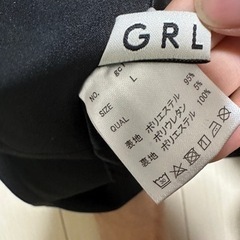 GRL
NO. gc
SIZE L
QUAL
表地 ポリエステル 95%
ポリウレタン 5%
裏地 ポリエステル 100%